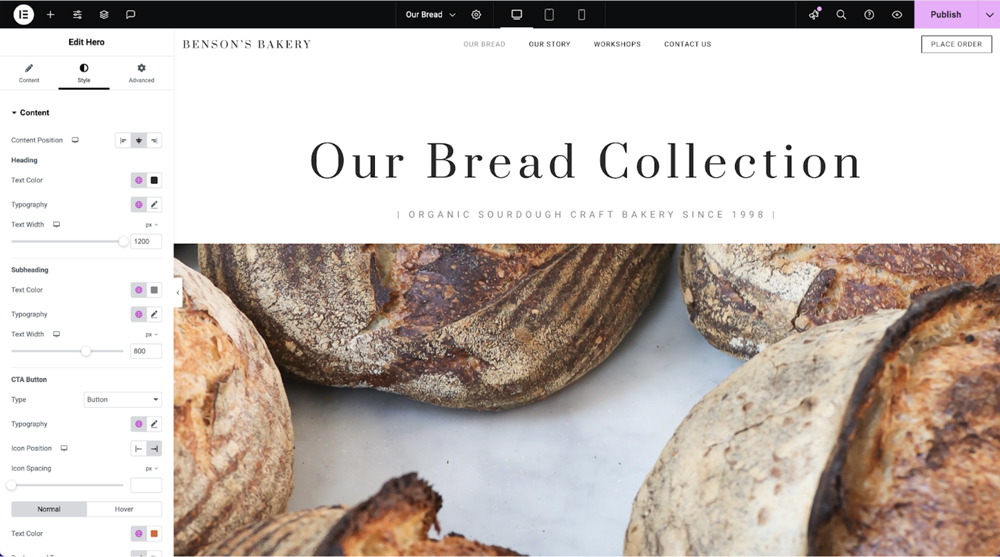 Our Bread
Publish
Edit Hero
Content
Style
Advanced
BENSON'S BAKERY
OUR BREAD
OUR STORY
WORKSHOPS
CONTACT US
PLACE ORDER
Content
Content Position
Heading
Text Color
Typography
Text Width
px
1200
Subheading
Text Color
Typography
Text Width
px
800
CTA Button
Type
Button
Typography
Icon Position
Icon Spacing
px
Normal
Hover
Text Color
Our Bread Collection
| ORGANIC SOURDOUGH CRAFT BAKERY SINCE 1998 |